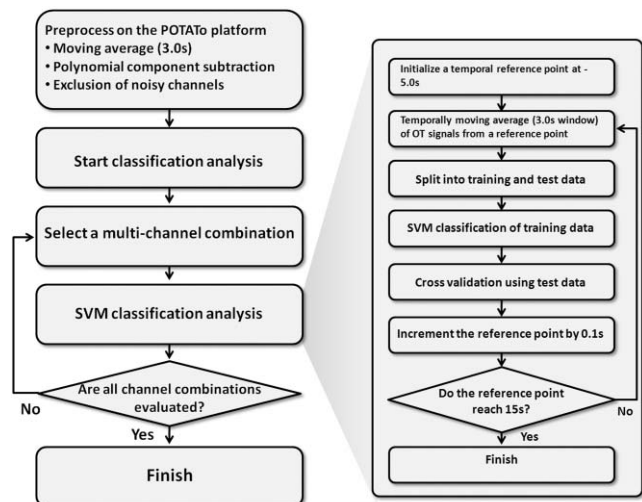 Preprocess on the POTATo platform
• Moving average (3.0s)
• Polynomial component subtraction
• Exclusion of noisy channels
Start classification analysis
Select a multi-channel combination
SVM classification analysis
Are all channel combinations
evaluated?
No
Yes
Finish
Initialize a temporal reference point at -
5.0s
Temporally moving average (3.0s window)
of OT signals from a reference point
Split into training and test data
SVM classification of training data
Cross validation using test data
Increment the reference point by 0.1s
Do the reference point
reach 15s?
No
Yes
Finish